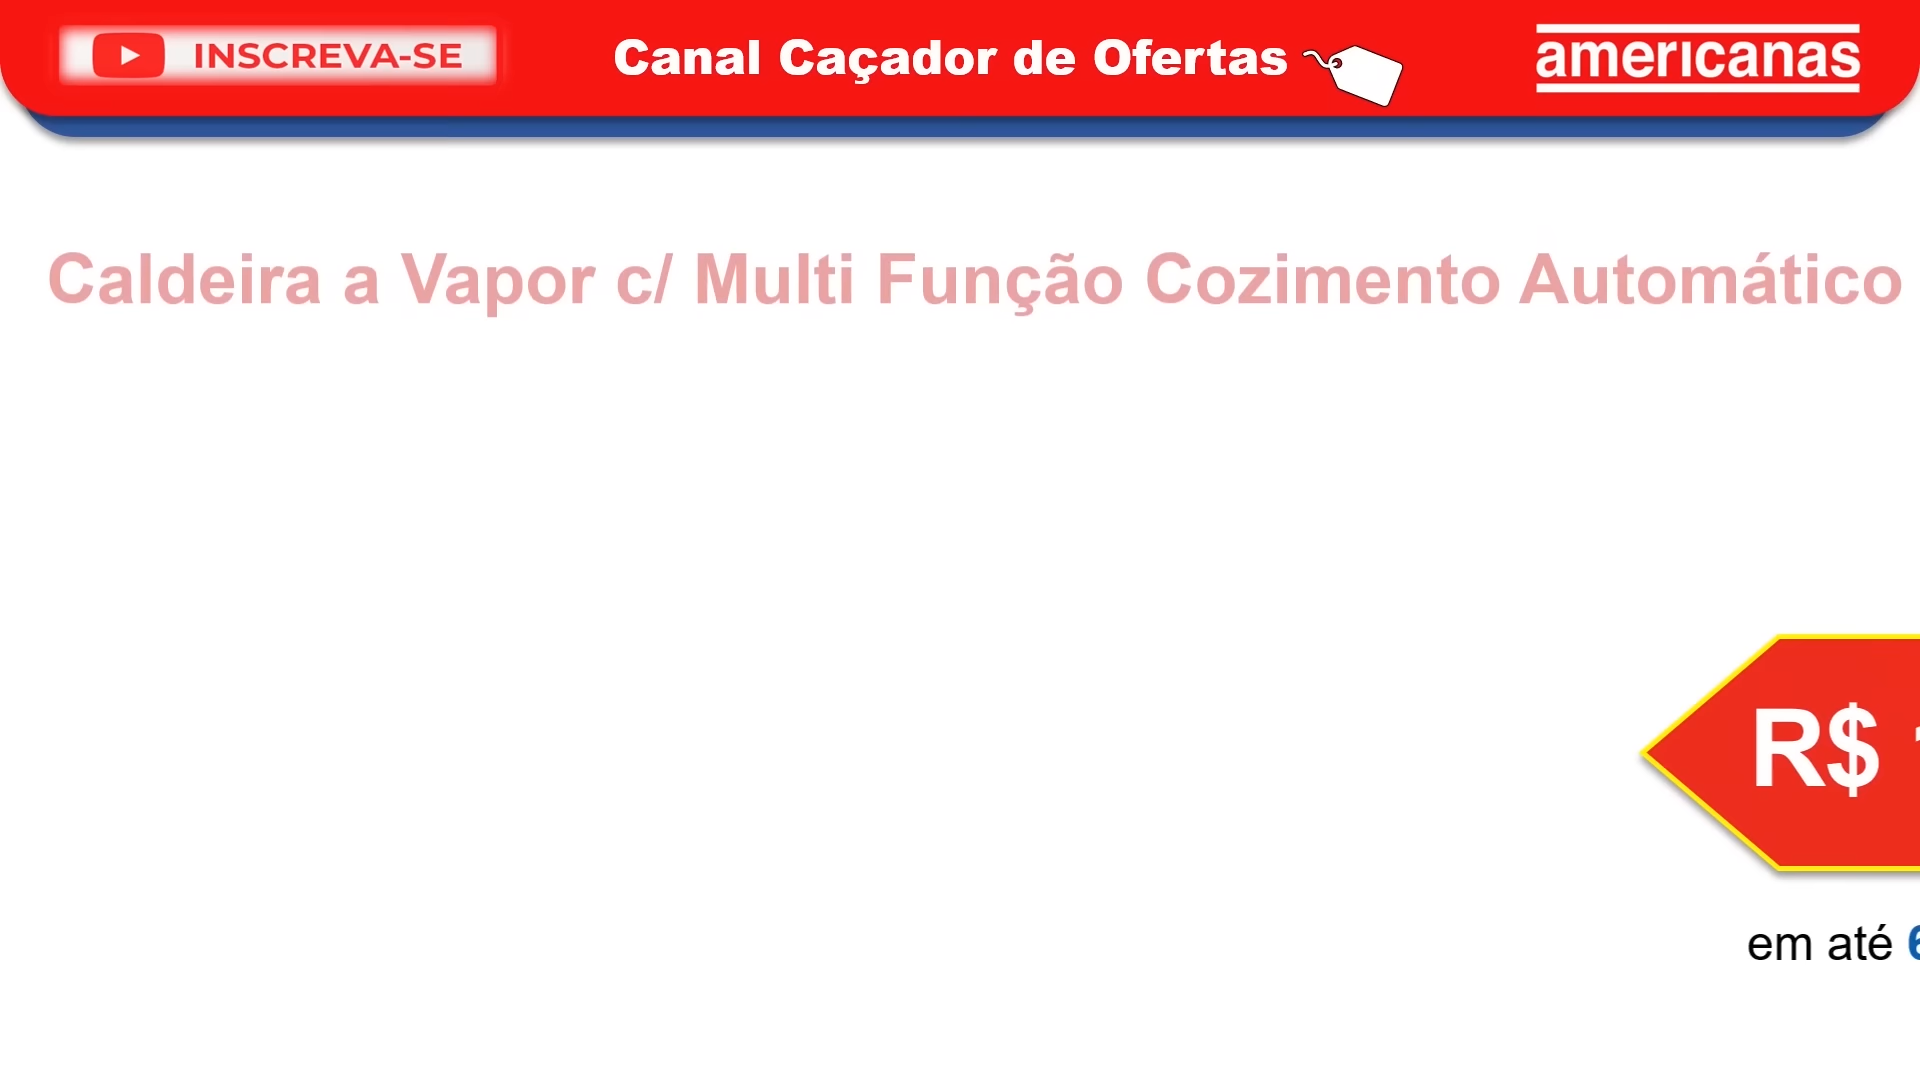 INSCREVA-SE
Canal Caçador de Ofertas
americanas
Caldeira a Vapor c/ Multi Função Cozimento Automático
R$
em até